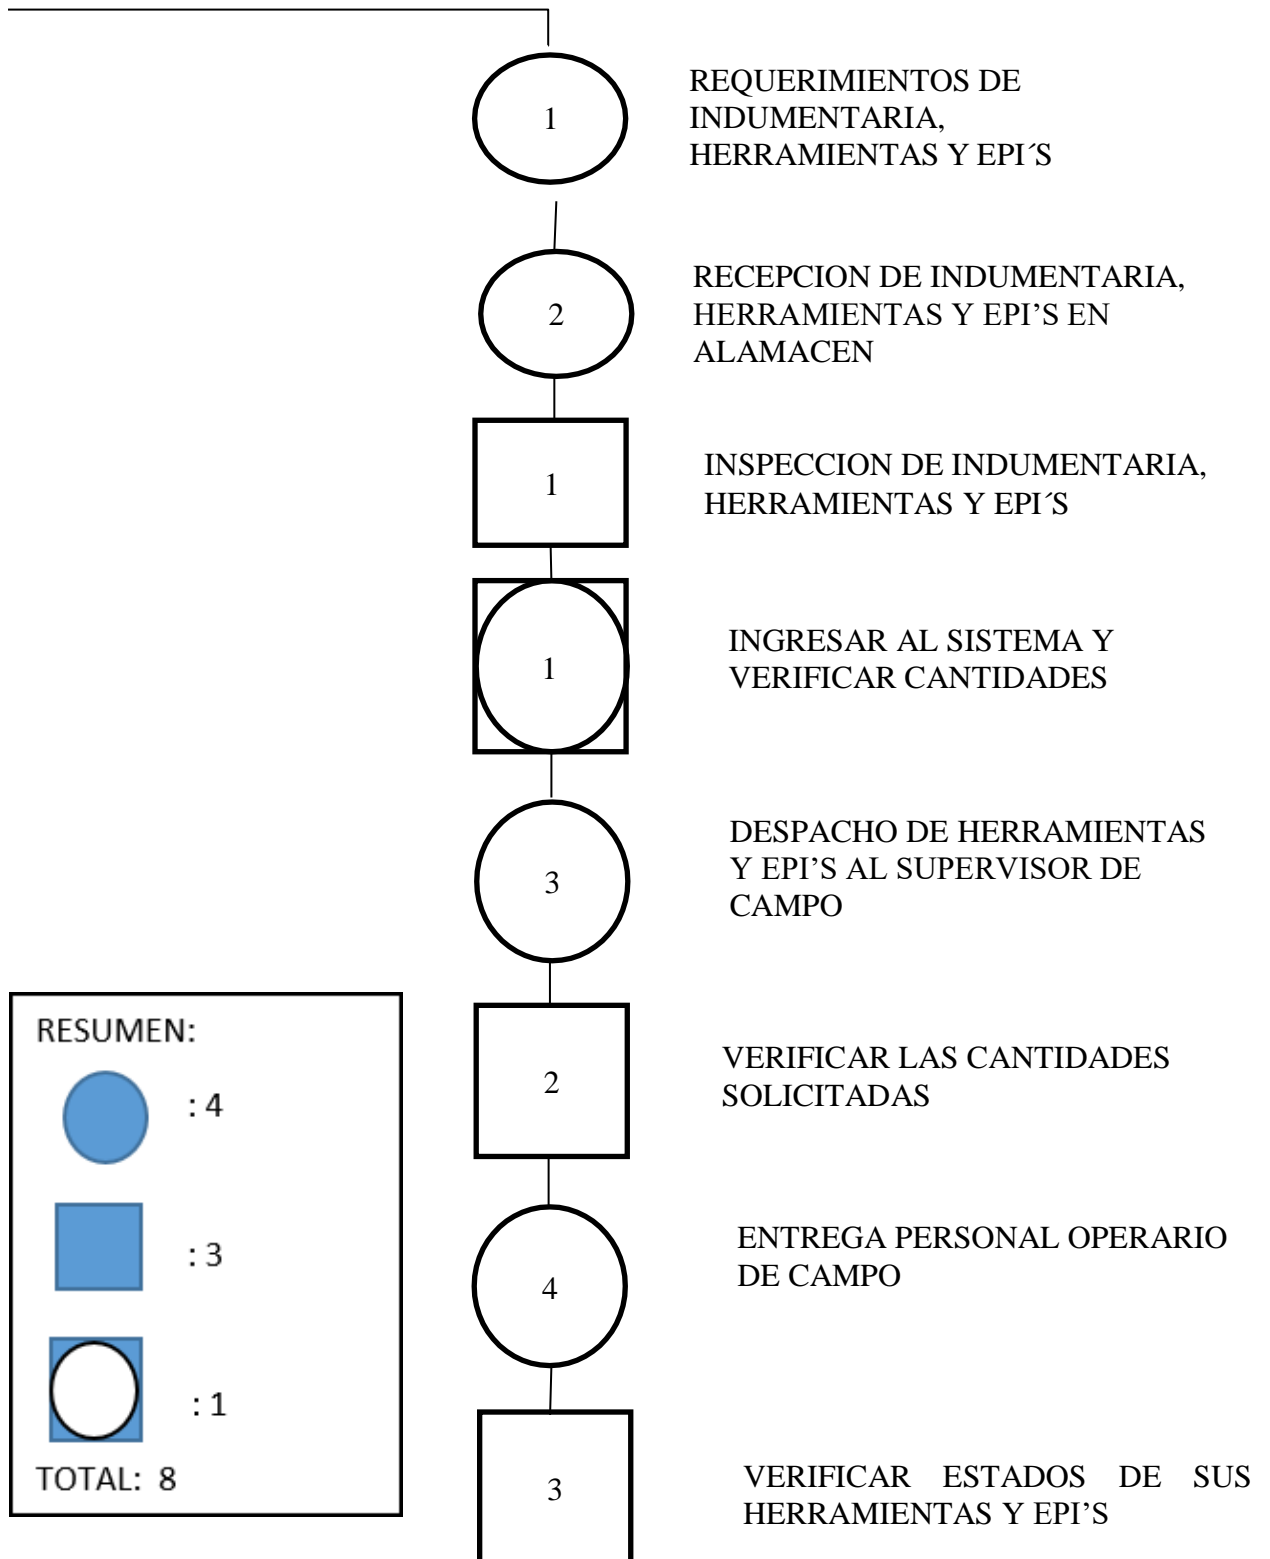 1
REQUERIMIENTOS DE
INDUMENTARIA,
HERRAMIENTAS Y EPI´S
2
RECEPCION DE INDUMENTARIA,
HERRAMIENTAS Y EPI’S EN
ALAMACEN
1
INSPECCION DE INDUMENTARIA,
HERRAMIENTAS Y EPI´S
1
INGRESAR AL SISTEMA Y
VERIFICAR CANTIDADES
3
DESPACHO DE HERRAMIENTAS
Y EPI’S AL SUPERVISOR DE
CAMPO
2
VERIFICAR LAS CANTIDADES
SOLICITADAS
4
ENTREGA PERSONAL OPERARIO
DE CAMPO
3
VERIFICAR ESTADOS DE SUS
HERRAMIENTAS Y EPI’S
RESUMEN:
: 4
: 3
: 1
TOTAL: 8